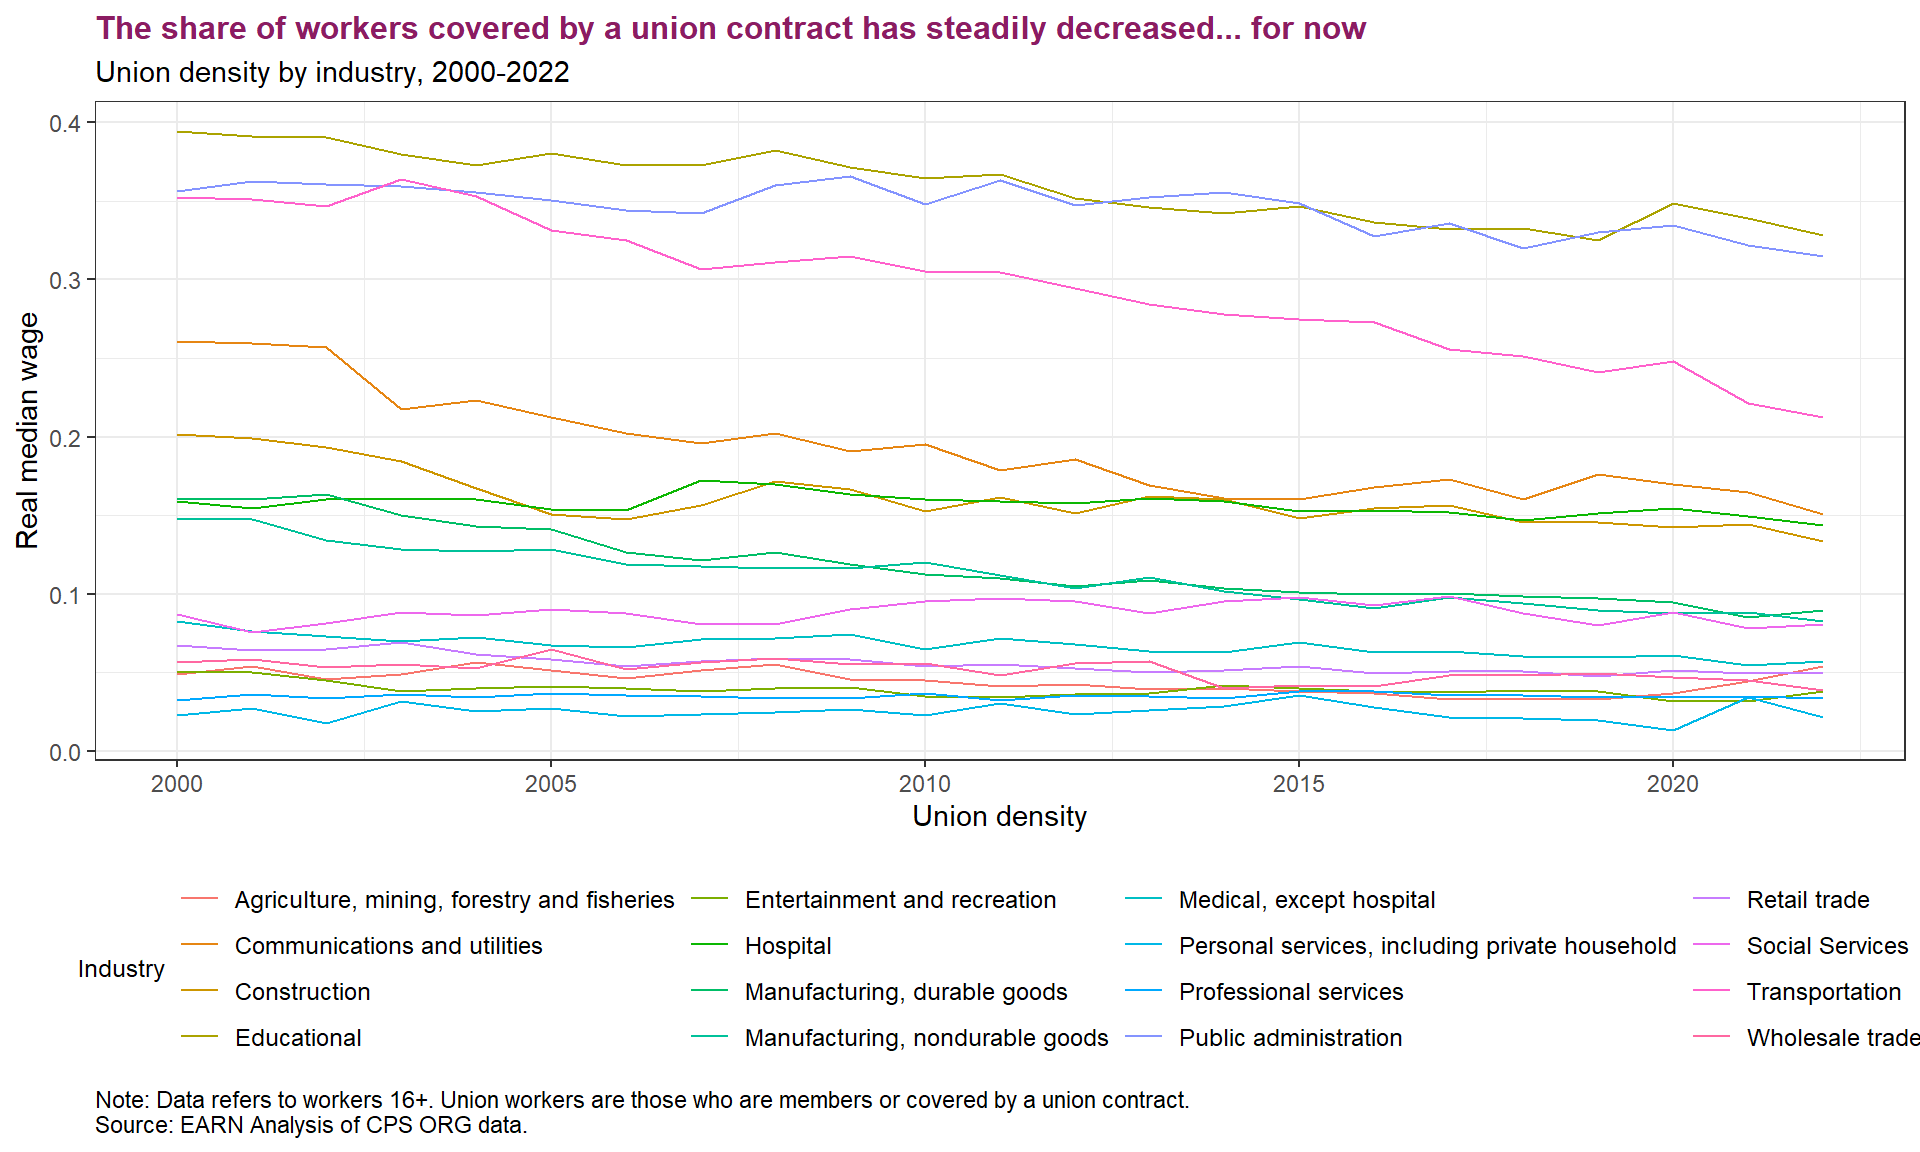 The share of workers covered by a union contract has steadily decreased... for now
Union density by industry, 2000-2022
0.4
0.3
0.2
0.1
0.0
Real median wage
2000
2005
2010
2015
2020
Union density
Industry
Agriculture, mining, forestry and fisheries
Communications and utilities
Construction
Educational
Entertainment and recreation
Hospital
Manufacturing, durable goods
Manufacturing, nondurable goods
Medical, except hospital
Personal services, including private household
Professional services
Public administration
Retail trade
Social Services
Transportation
Wholesale trade
Note: Data refers to workers 16+. Union workers are those who are members or covered by a union contract.
Source: EARN Analysis of CPS ORG data.